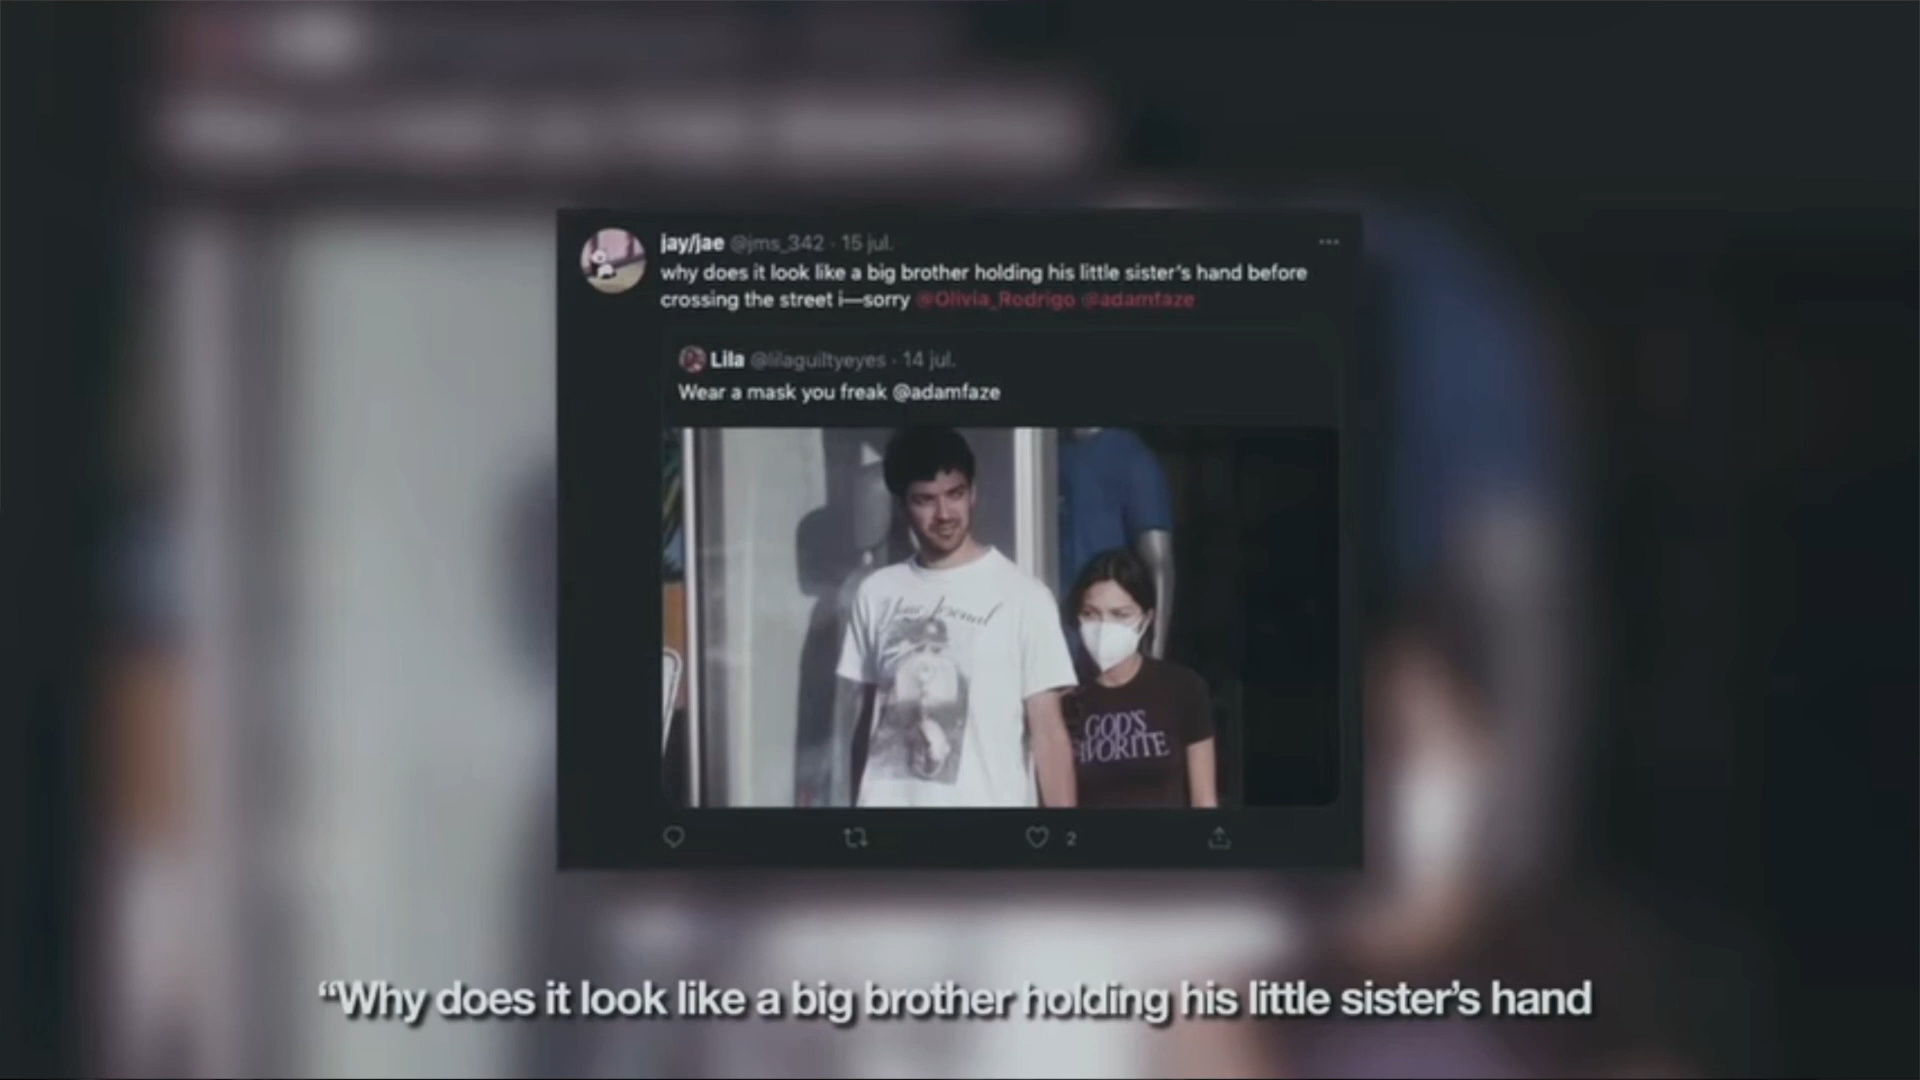 jay/jae @jms_342 · 15 jul.
why does it look like a big brother holding his little sister's hand before
crossing the street i—sorry @Olivia_Rodrigo @adamfaze
Lila @lilaguiltyeyes · 14 jul.
Wear a mask you freak @adamfaze
Your
GOD'S
2
“Why does it look like a big brother holding his little sister’s hand